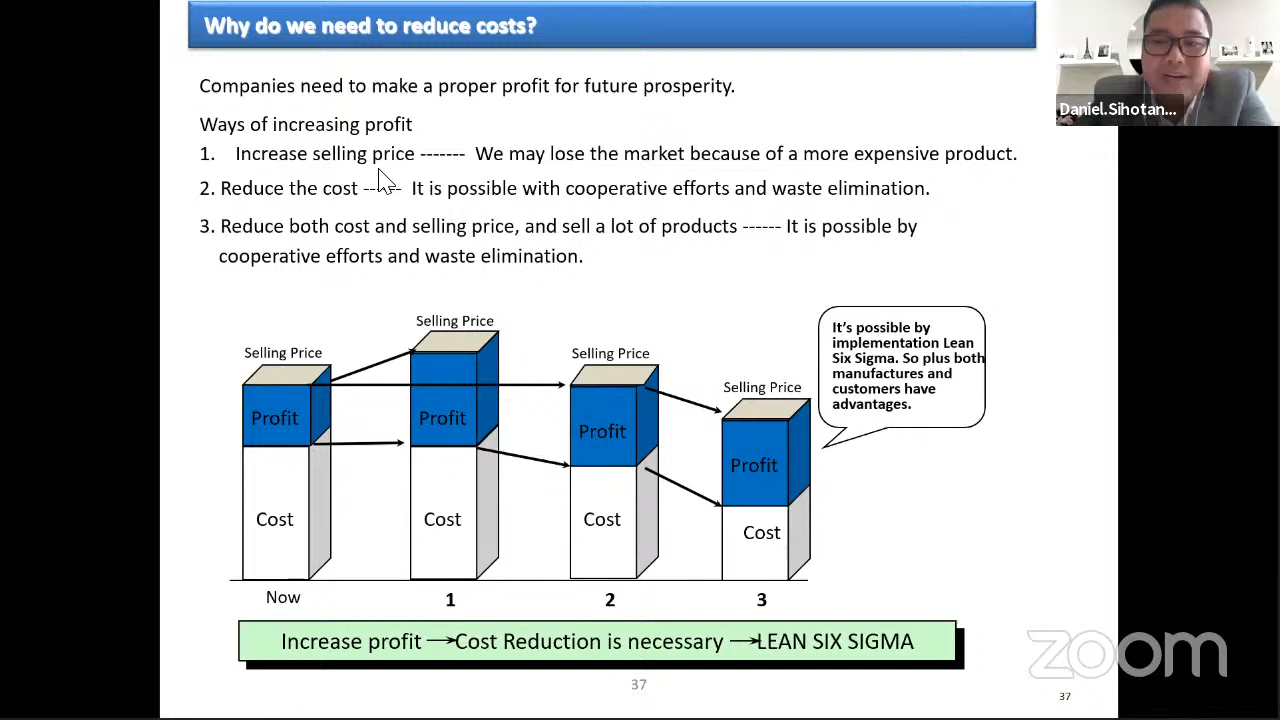 Why do we need to reduce costs?
Daniel.Sihotan...
Companies need to make a proper profit for future prosperity.
Ways of increasing profit
1. Increase selling price ------- We may lose the market because of a more expensive product.
2. Reduce the cost ------ It is possible with cooperative efforts and waste elimination.
3. Reduce both cost and selling price, and sell a lot of products ------ It is possible by
cooperative efforts and waste elimination.
Selling Price
Selling Price
Selling Price
Selling Price
It's possible by
implementation Lean
Six Sigma. So plus both
manufactures and
customers have
advantages.
Profit
Profit
Profit
Profit
Cost
Cost
Cost
Cost
Now
1
2
3
Increase profit → Cost Reduction is necessary → LEAN SIX SIGMA
zoom
37
37